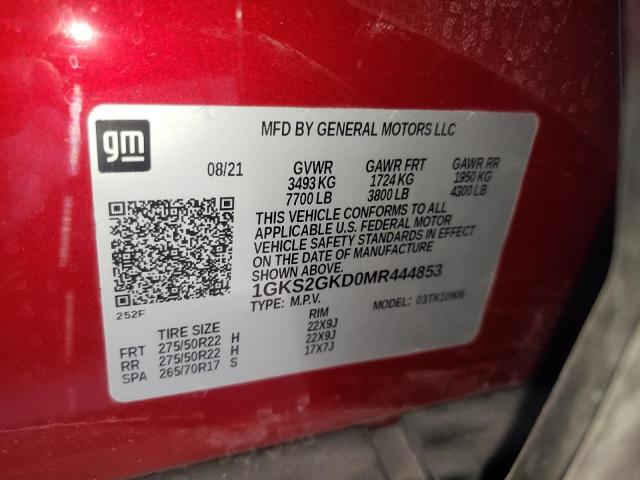 gm
MFD BY GENERAL MOTORS LLC
08/21 GVWR GAWR FRT GAWR RR
3493 KG 1724 KG 1950 KG
7700 LB 3800 LB 4300 LB
THIS VEHICLE CONFORMS TO ALL
APPLICABLE U.S. FEDERAL MOTOR
VEHICLE SAFETY STANDARDS IN EFFECT
ON THE DATE OF MANUFACTURE
SHOWN ABOVE.
1GKS2GKD0MR444853
TYPE: M.P.V. MODEL: 03TK10906
252F
TIRE SIZE RIM
FRT 275/50R22 H 22X9J
RR 275/50R22 H 22X9J
SPA 265/70R17 S 17X7J